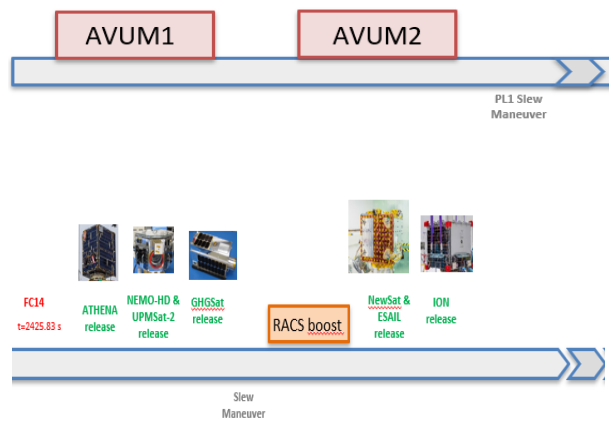 AVUM1
AVUM2
PL1 Slew
Maneuver
FC14
t=2425.83 s
ATHENA
release
NEMO-HD &
UPMSat-2
release
GHGSat
release
RACS boost
NewSat &
ESAIL
release
ION
release
Slew
Maneuver